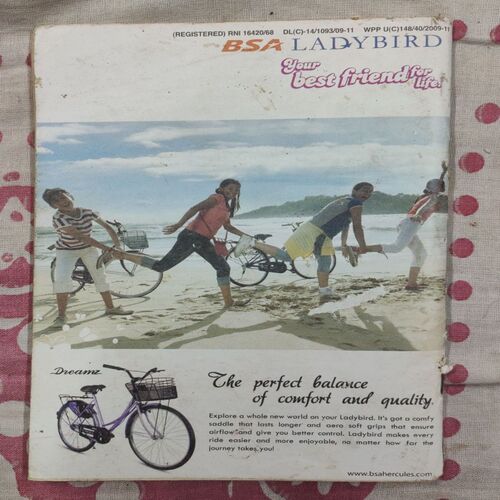 (REGISTERED) RNI 16420/68 DL(C)-14/1093/09-11 WPP U(C)148/40/2009-1
BSA LADYBIRD
Your
best friend for
life.
Dreamz
The perfect balance
of comfort and quality.
Explore a whole new world on your Ladybird. It's got a comfy
saddle that lasts longer and aero soft grips that ensure
airflow and give you better control. Ladybird makes every
ride easier and more enjoyable, no matter how far the
journey takes you!
www.bsahercules.com